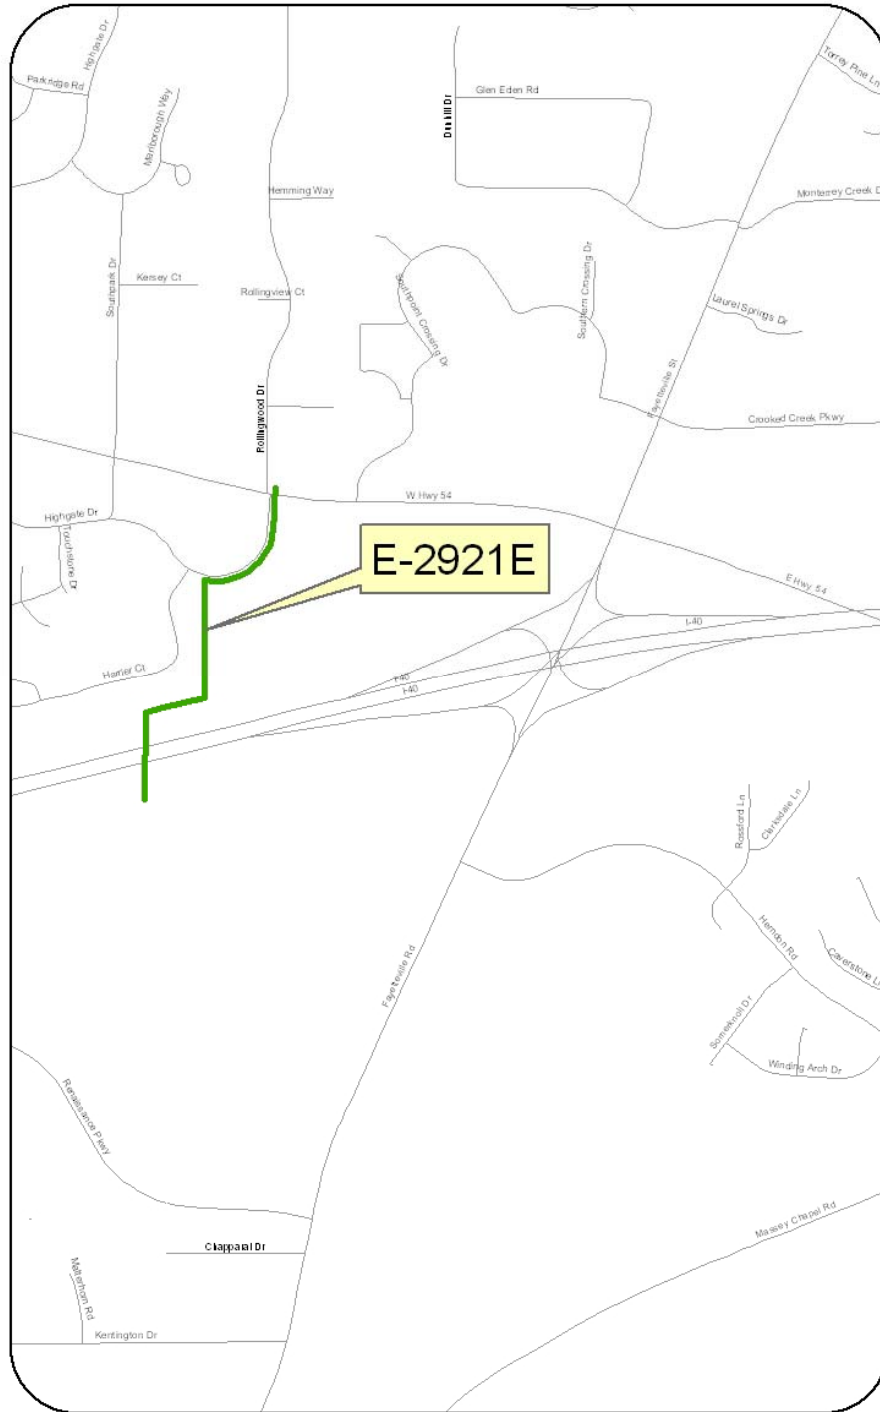 Highgate Dr
Parkridge Rd
Marlborough Way
Glen Eden Rd
Torrey Pine Ln
Hemming Way
Monterrey Creek D
Southpark Dr
Kersey Ct
Rollingview Ct
Southpoint Crossing Dr
Southern Crossing Dr
Laurel Springs Dr
Fayetteville St
Rollingwood Dr
Crooked Creek Pkwy
W Hwy 54
Highgate Dr
Touchstone Dr
E-2921E
E Hwy 54
I-40
Harrier Ct
I-40
I-40
Rossford Ln
Clarksdale Ln
Herndon Rd
Caverstone Ln
Fayetteville Rd
Somerknoll Dr
Winding Arch Dr
Renaissance Pkwy
Massey Chapel Rd
Chapparal Dr
Matterhorn Rd
Kentington Dr